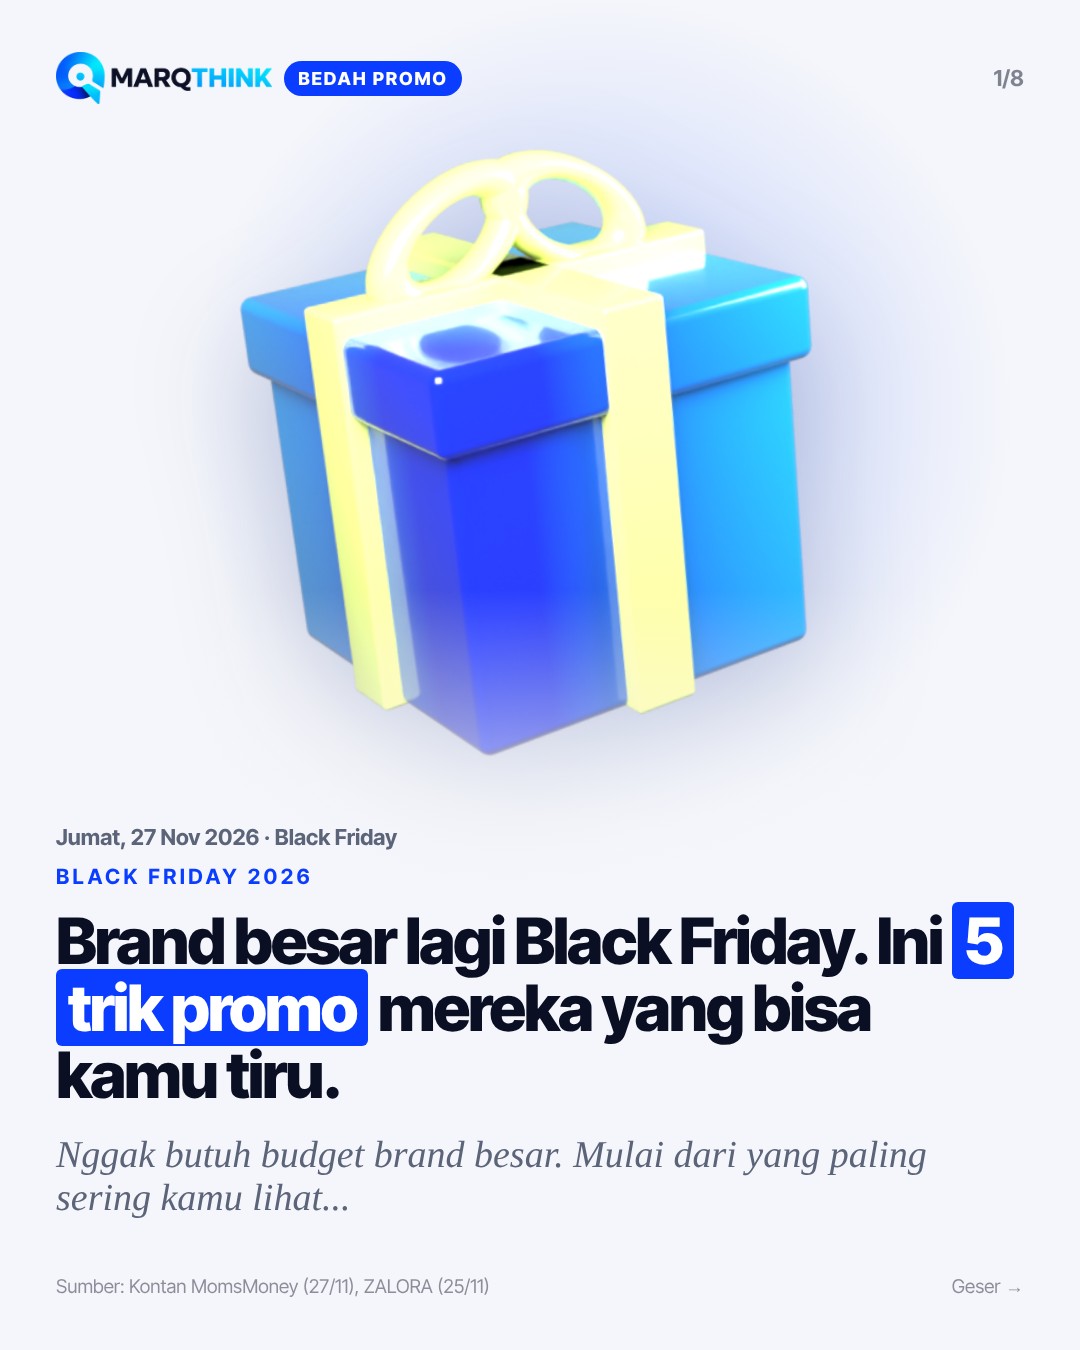 MARQTHINK BEDAH PROMO 1/8
Jumat, 27 Nov 2026 · Black Friday
BLACK FRIDAY 2026
Brand besar lagi Black Friday. Ini 5
trik promo mereka yang bisa
kamu tiru.
Nggak butuh budget brand besar. Mulai dari yang paling
sering kamu lihat...
Sumber: Kontan MomsMoney (27/11), ZALORA (25/11) Geser →